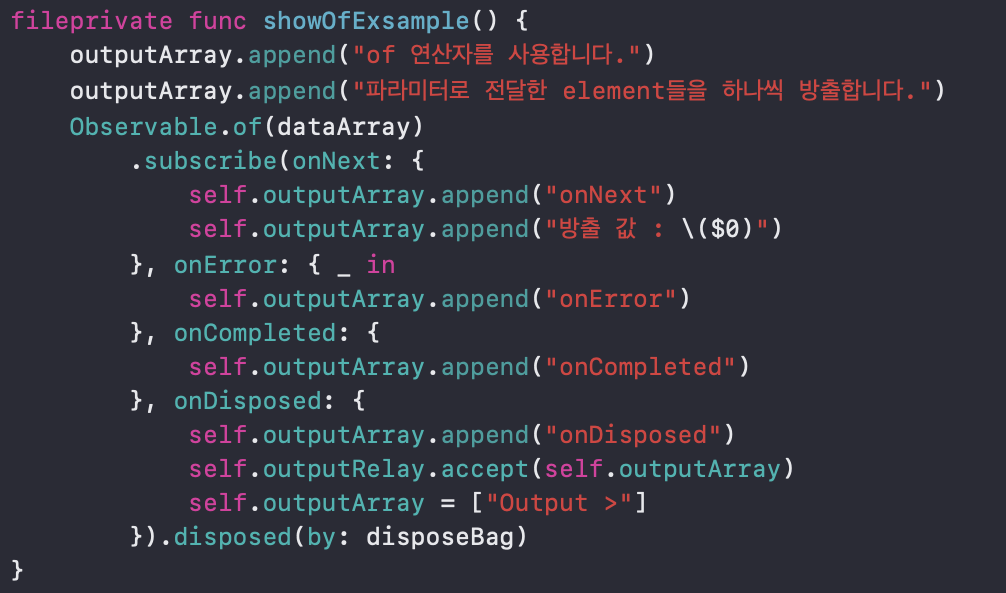 fileprivate func showOfExsample() {
    outputArray.append("of 연산자를 사용합니다.")
    outputArray.append("파라미터로 전달한 element들을 하나씩 방출합니다.")
    Observable.of(dataArray)
        .subscribe(onNext: {
            self.outputArray.append("onNext")
            self.outputArray.append("방출 값 : \($0)")
        }, onError: { _ in
            self.outputArray.append("onError")
        }, onCompleted: {
            self.outputArray.append("onCompleted")
        }, onDisposed: {
            self.outputArray.append("onDisposed")
            self.outputRelay.accept(self.outputArray)
            self.outputArray = ["Output >"]
        }).disposed(by: disposeBag)
}